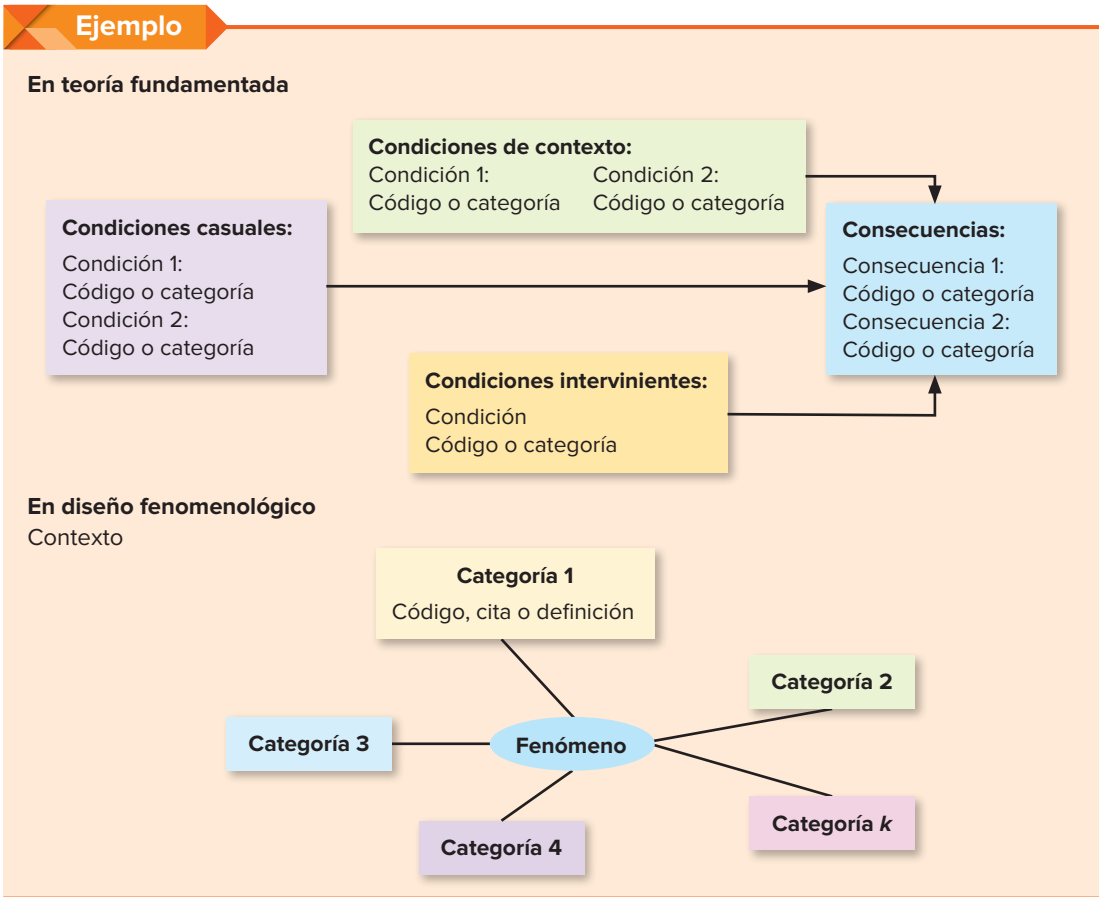 Ejemplo
En teoría fundamentada
Condiciones de contexto:
Condición 1: Condición 2:
Código o categoría Código o categoría
Condiciones casuales:
Condición 1:
Código o categoría
Condición 2:
Código o categoría
Consecuencias:
Consecuencia 1:
Código o categoría
Consecuencia 2:
Código o categoría
Condiciones intervinientes:
Condición
Código o categoría
En diseño fenomenológico
Contexto
Categoría 1
Código, cita o definición
Categoría 2
Categoría 3
Fenómeno
Categoría k
Categoría 4